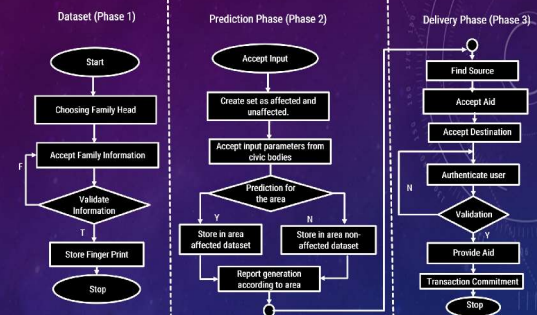 Dataset (Phase 1)
Start
Choosing Family Head
Accept Family Information
F
Validate
Information
T
Store Finger Print
Stop
Prediction Phase (Phase 2)
Accept Input
Create set as affected and
unaffected.
Accept input parameters from
civic bodies
Prediction for
the area
Y
N
Store in area
affected dataset
Store in area non-
affected dataset
Report generation
according to area
Delivery Phase (Phase 3)
Find Source
Accept Aid
Accept Destination
Authenticate user
N
Validation
Y
Provide Aid
Transaction Commitment
Stop